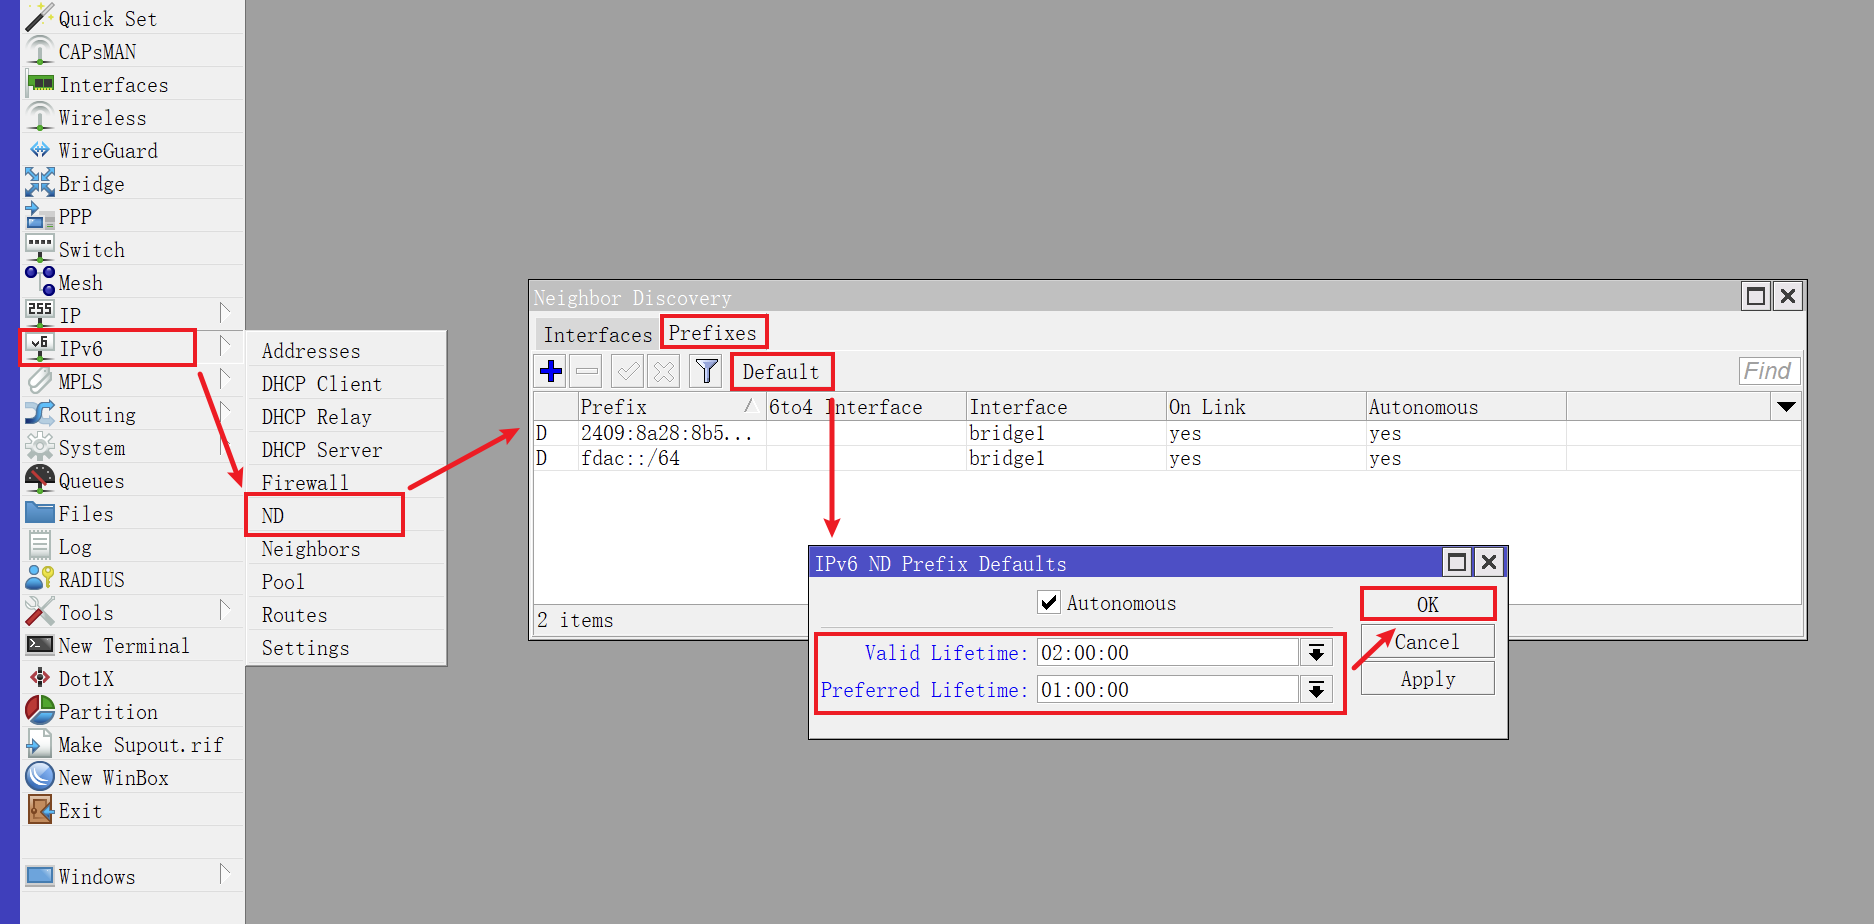 Quick Set
CAPsMAN
Interfaces
Wireless
WireGuard
Bridge
PPP
Switch
Mesh
255
IP
v6
IPv6
MPLS
Routing
System
Queues
Files
Log
RADIUS
Tools
New Terminal
Dot1X
Partition
Make Supout.rif
New WinBox
Exit
Windows
Addresses
DHCP Client
DHCP Relay
DHCP Server
Firewall
ND
Neighbors
Pool
Routes
Settings
Neighbor Discovery
Interfaces Prefixes
Default Find
Prefix 6to4 Interface Interface On Link Autonomous
D 2409:8a28:8b5... bridge1 yes yes
D fdac::/64 bridge1 yes yes
2 items
IPv6 ND Prefix Defaults
Autonomous
Valid Lifetime: 02:00:00
Preferred Lifetime: 01:00:00
OK
Cancel
Apply